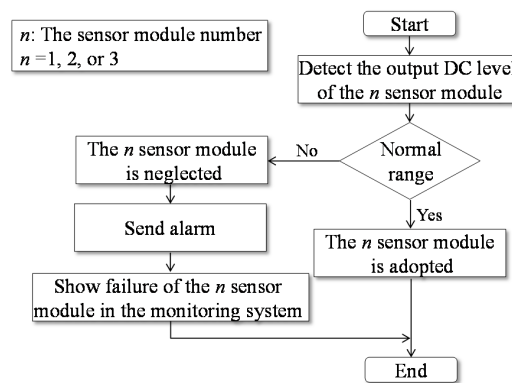 n: The sensor module number
n =1, 2, or 3
Start
Detect the output DC level
of the n sensor module
Normal
range
No
Yes
The n sensor module
is neglected
Send alarm
Show failure of the n sensor
module in the monitoring system
The n sensor module
is adopted
End